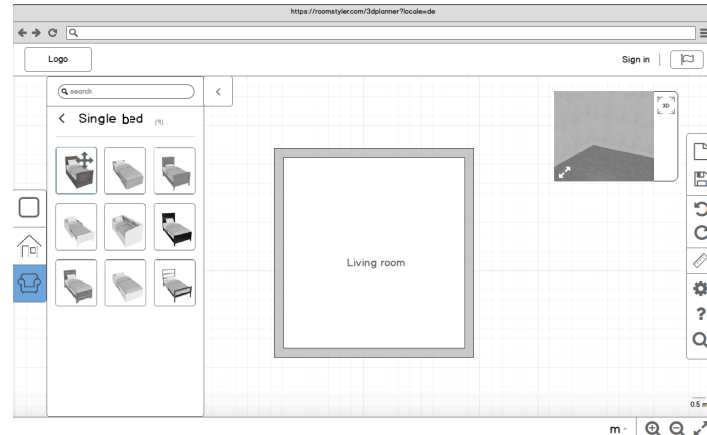 https://roomstyler.com/3dplanner?locale=de
Logo
Sign in
search
Single bed (9)
3D
Living room
?
0.5 m
m